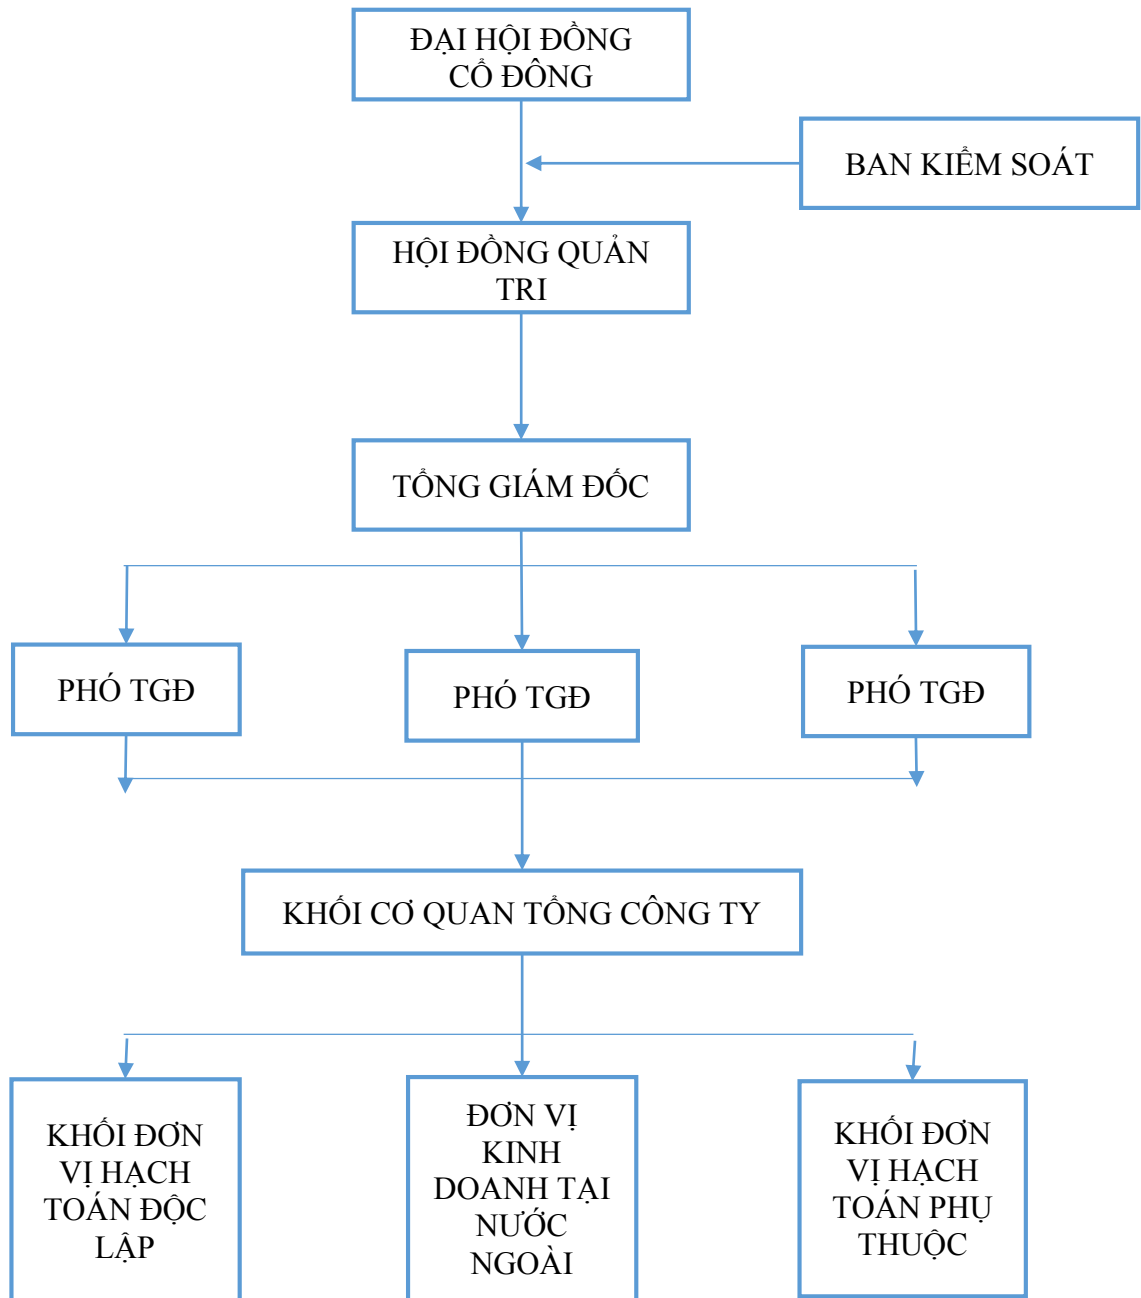 ĐẠI HỘI ĐỒNG
CỔ ĐÔNG
BAN KIỂM SOÁT
HỘI ĐỒNG QUẢN
TRI
TỔNG GIÁM ĐỐC
PHÓ TGĐ
PHÓ TGĐ
PHÓ TGĐ
KHỐI CƠ QUAN TỔNG CÔNG TY
KHỐI ĐƠN
VỊ HẠCH
TOÁN ĐỘC
LẬP
ĐƠN VỊ
KINH
DOANH TẠI
NƯỚC
NGOÀI
KHỐI ĐƠN
VỊ HẠCH
TOÁN PHỤ
THUỘC